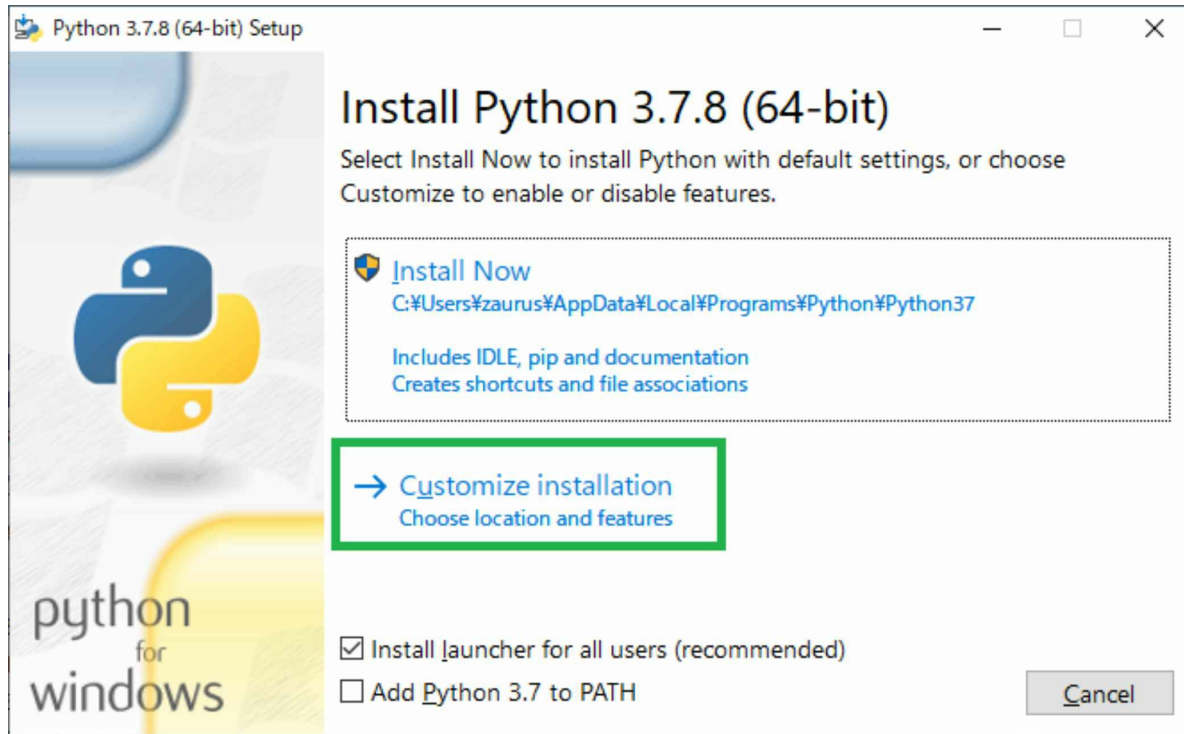 Python 3.7.8 (64-bit) Setup
Install Python 3.7.8 (64-bit)
Select Install Now to install Python with default settings, or choose
Customize to enable or disable features.
Install Now
C:¥Users¥zaurus¥AppData¥Local¥Programs¥Python¥Python37
Includes IDLE, pip and documentation
Creates shortcuts and file associations
Customize installation
Choose location and features
python
for
windows
Install launcher for all users (recommended)
Add Python 3.7 to PATH
Cancel